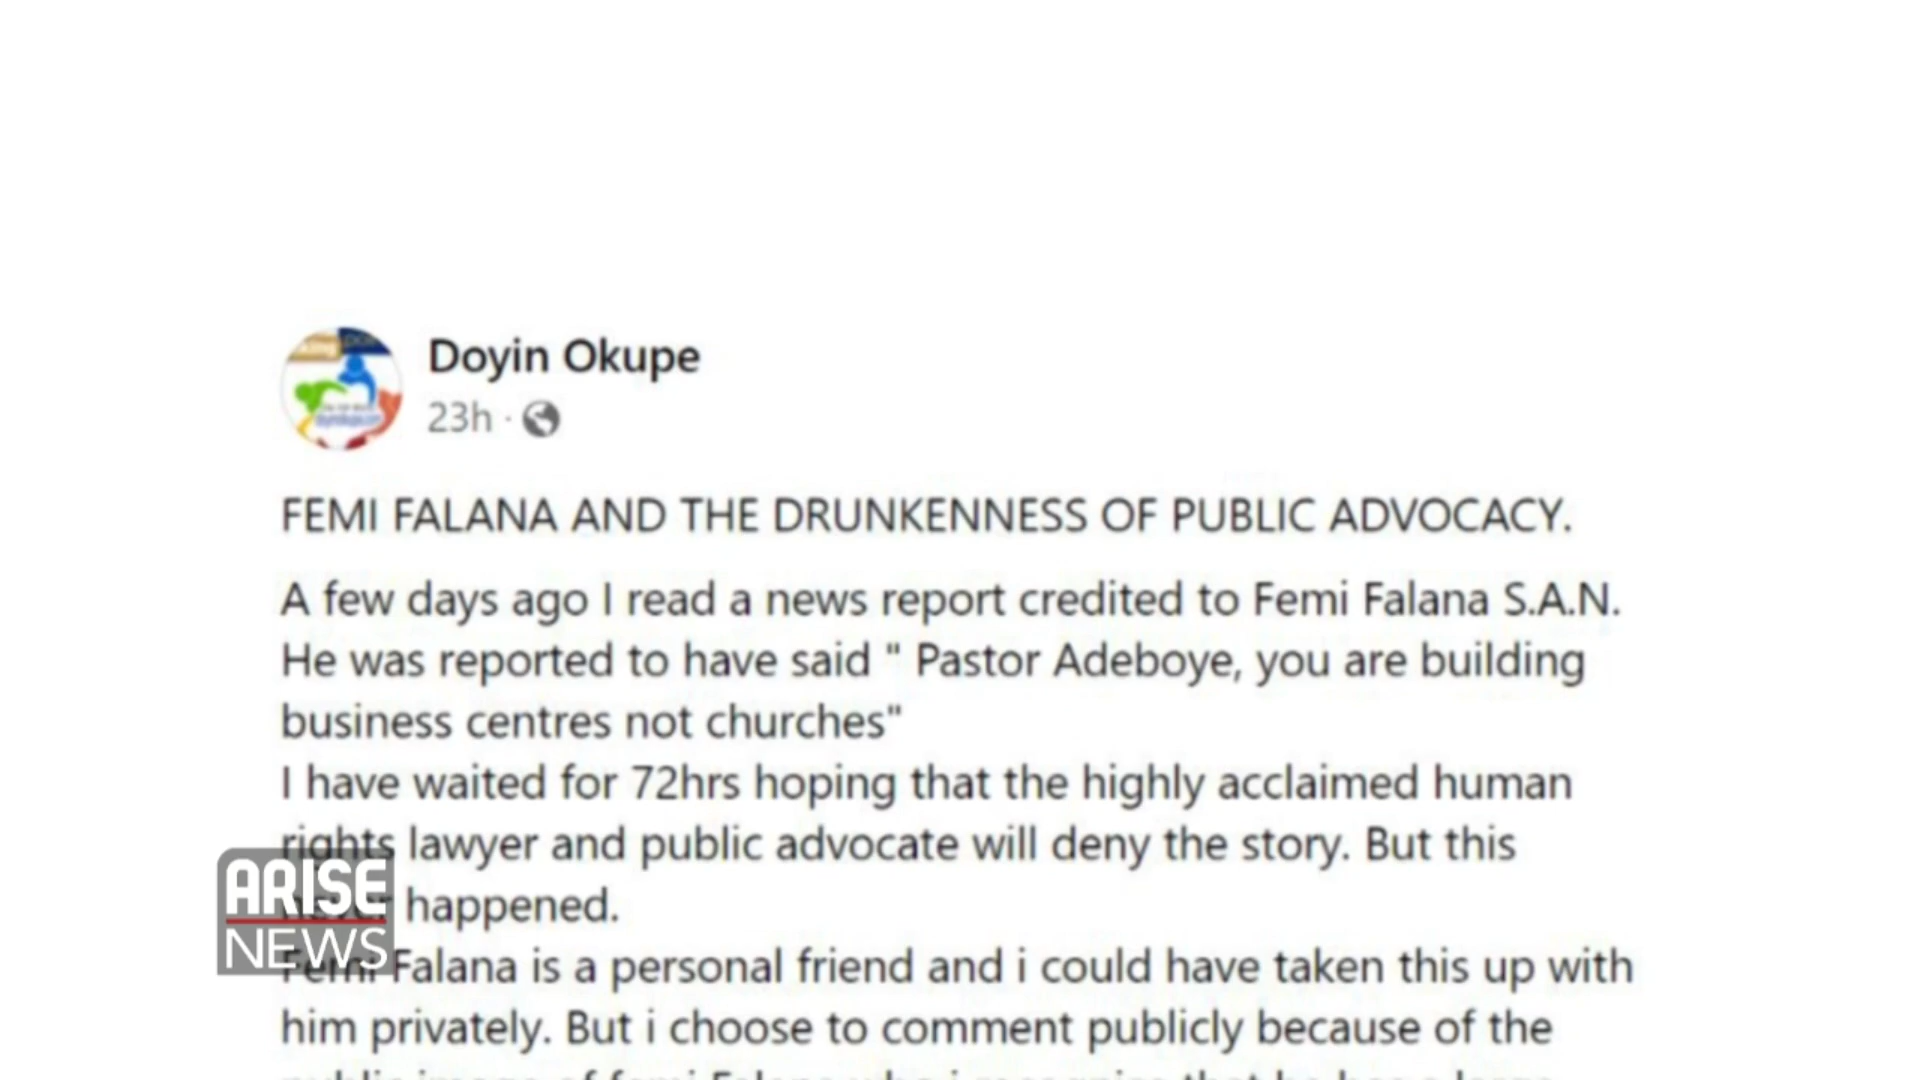 Doyin Okupe
23h ·
FEMI FALANA AND THE DRUNKENNESS OF PUBLIC ADVOCACY.
A few days ago I read a news report credited to Femi Falana S.A.N.
He was reported to have said " Pastor Adeboye, you are building
business centres not churches"
I have waited for 72hrs hoping that the highly acclaimed human
rights lawyer and public advocate will deny the story. But this
never happened.
Femi Falana is a personal friend and i could have taken this up with
him privately. But i choose to comment publicly because of the
ARISE
NEWS